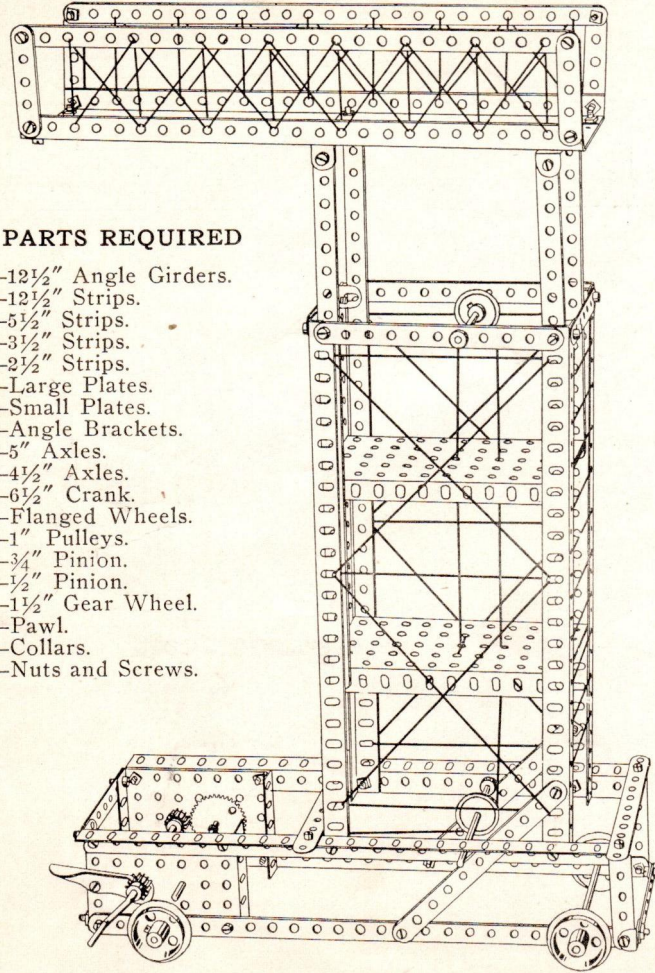 PARTS REQUIRED
-12½″ Angle Girders.
-12½″ Strips.
-5½″ Strips.
-3½″ Strips.
-2½″ Strips.
-Large Plates.
-Small Plates.
-Angle Brackets.
-5″ Axles.
-4½″ Axles.
-6½″ Crank.
-Flanged Wheels.
-1″ Pulleys.
-¾″ Pinion.
-½″ Pinion.
-1½″ Gear Wheel.
-Pawl.
-Collars.
-Nuts and Screws.